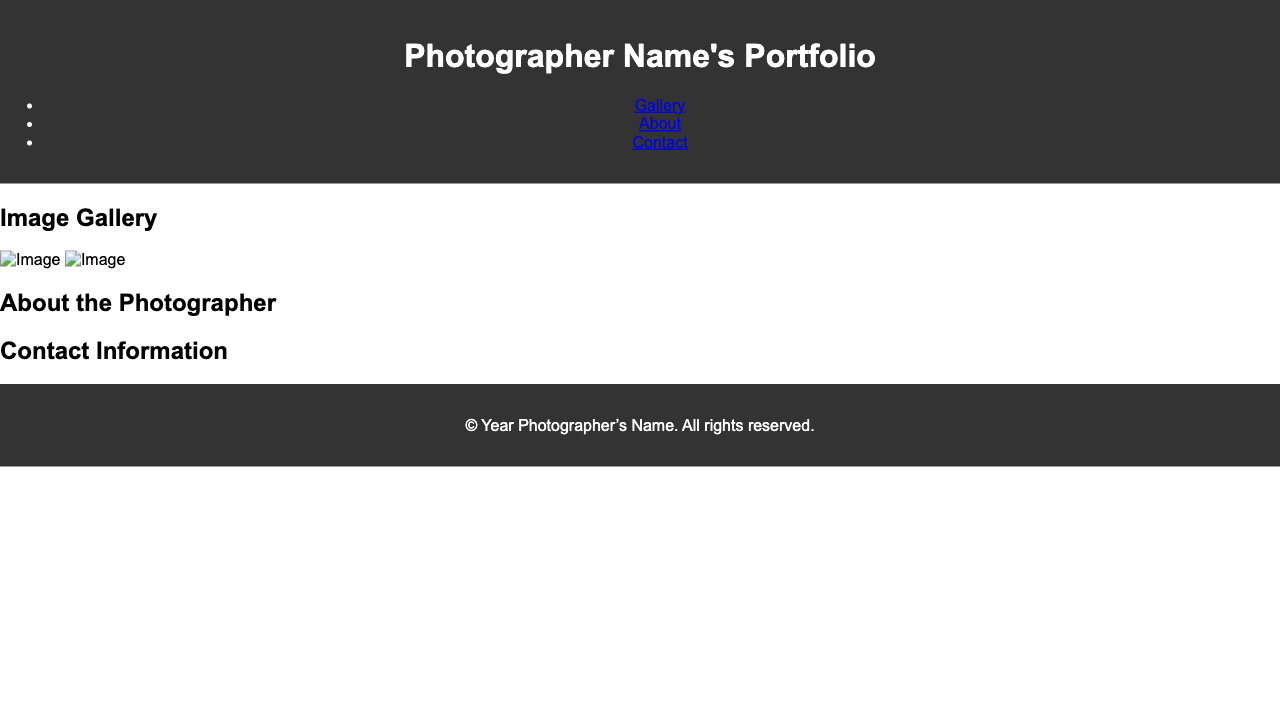 Photographer Name's Portfolio
Gallery
About
Contact
Image Gallery
Image Image
About the Photographer
Contact Information
© Year Photographer’s Name. All rights reserved.